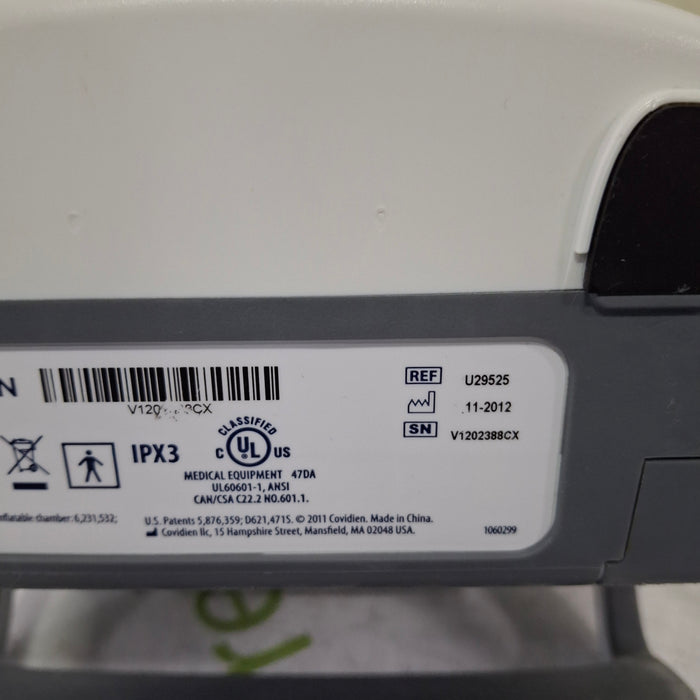 N
REF U29525
11-2012
SN V1202388CX
CLASSIFIED
C UL US
IPX3
MEDICAL EQUIPMENT 47DA
UL60601-1, ANSI
CAN/CSA C22.2 NO.601.1.
chamber: 6,231,532;
U.S. Patents 5,876,359; D621,471S. © 2011 Covidien. Made in China.
Covidien llc, 15 Hampshire Street, Mansfield, MA 02048 USA.
1060299
re